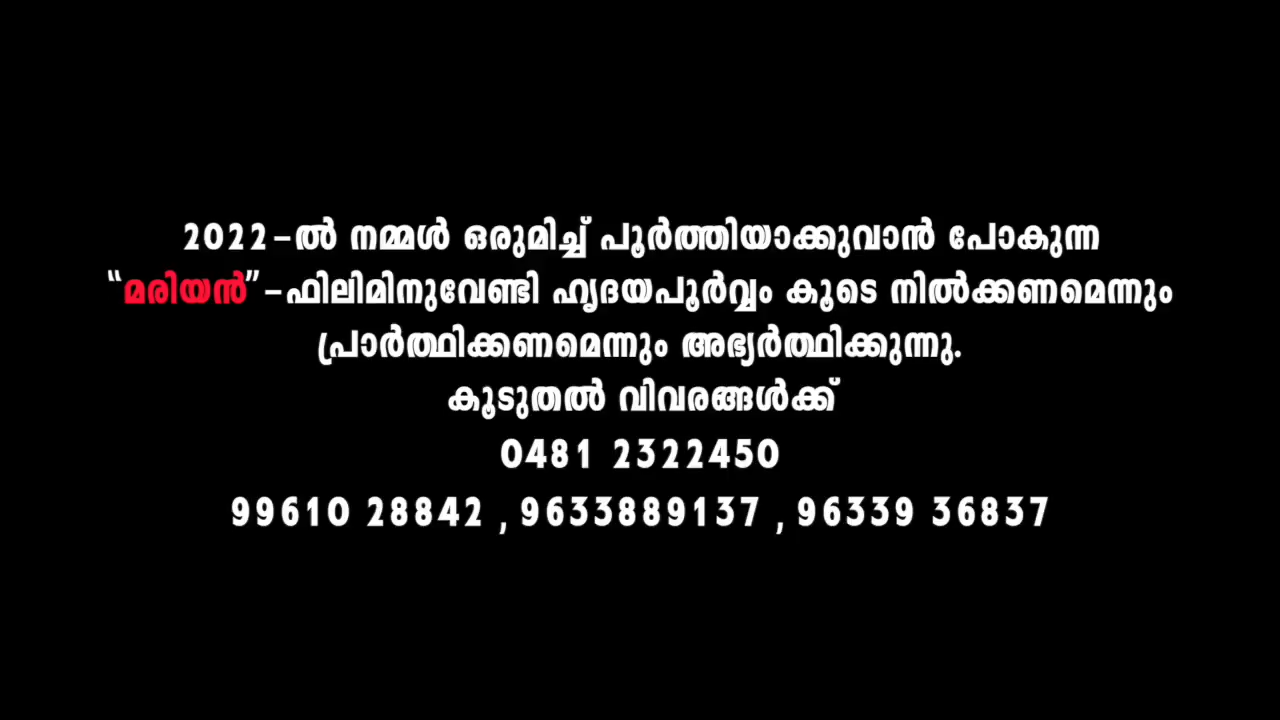 2022-ൽ നമ്മൾ ഒരുമിച്ച് പൂർത്തിയാക്കുവാൻ പോകുന്ന
“മരിയൻ”-ഫിലിമിനുവേണ്ടി ഹൃദയപൂർവ്വം കൂടെ നിൽക്കണമെന്നും
പ്രാർത്ഥിക്കണമെന്നും അഭ്യർത്ഥിക്കുന്നു.
കൂടുതൽ വിവരങ്ങൾക്ക്
0481 2322450
99610 28842 , 9633889137 , 96339 36837